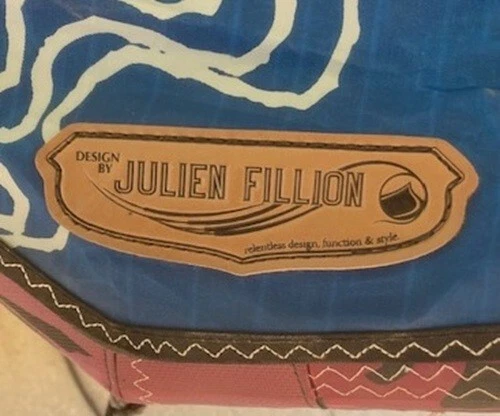 DESIGN
BY
JULIEN FILLION
relentless design, function & style